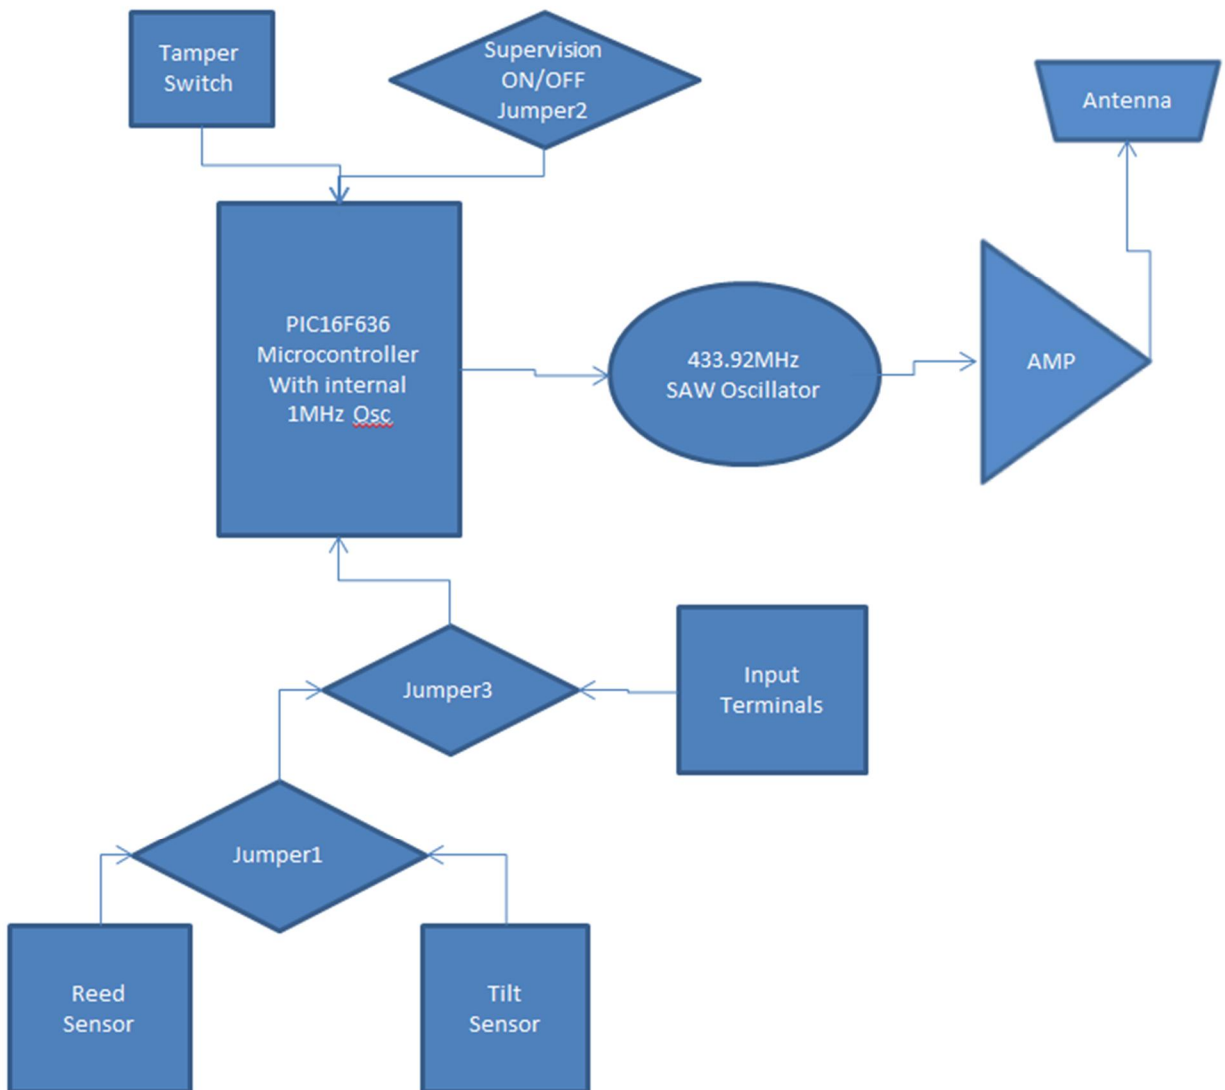 Tamper
Switch
Supervision
ON/OFF
Jumper2
Antenna
PIC16F636
Microcontroller
With internal
1MHz Osc
433.92MHz
SAW Oscillator
AMP
Jumper3
Input
Terminals
Jumper1
Reed
Sensor
Tilt
Sensor